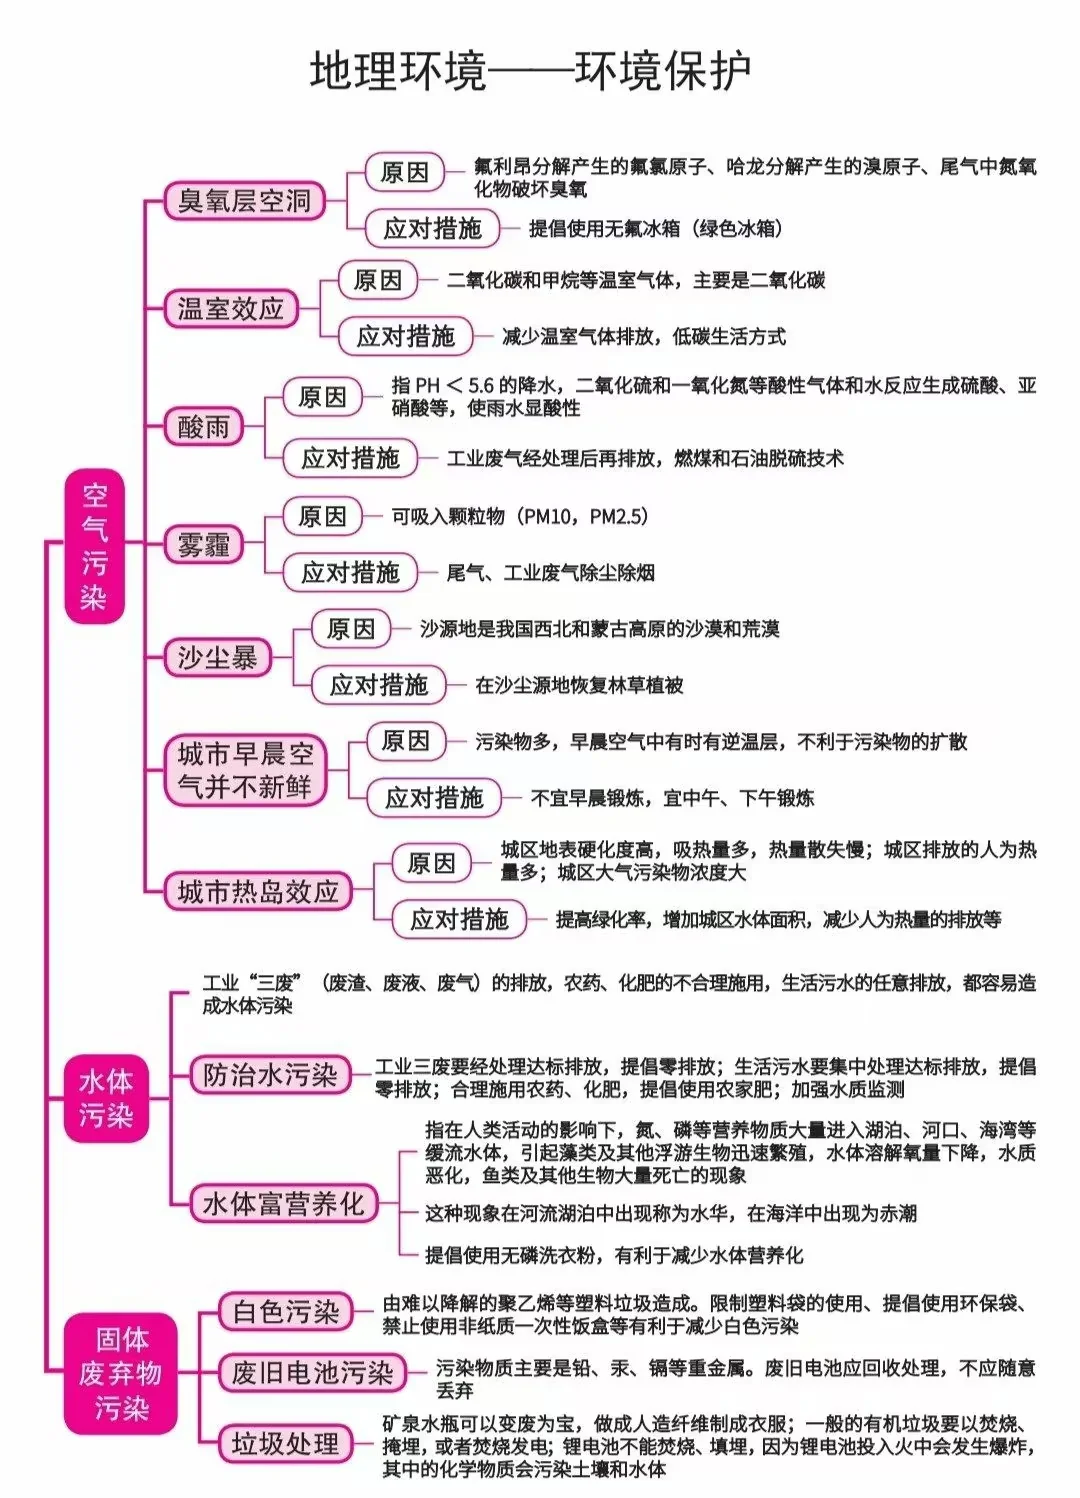 地理环境——环境保护
空气污染
臭氧层空洞
原因
氟利昂分解产生的氟氯原子、哈龙分解产生的溴原子、尾气中氮氧
化物破坏臭氧
应对措施
提倡使用无氟冰箱（绿色冰箱）
温室效应
原因
二氧化碳和甲烷等温室气体，主要是二氧化碳
应对措施
减少温室气体排放，低碳生活方式
酸雨
原因
指 PH ＜ 5.6 的降水，二氧化硫和一氧化氮等酸性气体和水反应生成硫酸、亚
硝酸等，使雨水显酸性
应对措施
工业废气经处理后再排放，燃煤和石油脱硫技术
雾霾
原因
可吸入颗粒物（PM10，PM2.5）
应对措施
尾气、工业废气除尘除烟
沙尘暴
原因
沙源地是我国西北和蒙古高原的沙漠和荒漠
应对措施
在沙尘源地恢复林草植被
城市早晨空
气并不新鲜
原因
污染物多，早晨空气中有时有逆温层，不利于污染物的扩散
应对措施
不宜早晨锻炼，宜中午、下午锻炼
城市热岛效应
原因
城区地表硬化度高，吸热量多，热量散失慢；城区排放的人为热
量多；城区大气污染物浓度大
应对措施
提高绿化率，增加城区水体面积，减少人为热量的排放等
水体
污染
工业“三废”（废渣、废液、废气）的排放，农药、化肥的不合理施用，生活污水的任意排放，都容易造
成水体污染
防治水污染
工业三废要经处理达标排放，提倡零排放；生活污水要集中处理达标排放，提倡
零排放；合理施用农药、化肥，提倡使用农家肥；加强水质监测
水体富营养化
指在人类活动的影响下，氮、磷等营养物质大量进入湖泊、河口、海湾等
缓流水体，引起藻类及其他浮游生物迅速繁殖，水体溶解氧量下降，水质
恶化，鱼类及其他生物大量死亡的现象
这种现象在河流湖泊中出现称为水华，在海洋中出现为赤潮
提倡使用无磷洗衣粉，有利于减少水体营养化
固体
废弃物
污染
白色污染
由难以降解的聚乙烯等塑料垃圾造成。限制塑料袋的使用、提倡使用环保袋、
禁止使用非纸质一次性饭盒等有利于减少白色污染
废旧电池污染
污染物质主要是铅、汞、镉等重金属。废旧电池应回收处理，不应随意
丢弃
垃圾处理
矿泉水瓶可以变废为宝，做成人造纤维制成衣服；一般的有机垃圾要以焚烧、
掩埋，或者焚烧发电；锂电池不能焚烧、填埋，因为锂电池投入火中会发生爆炸，
其中的化学物质会污染土壤和水体